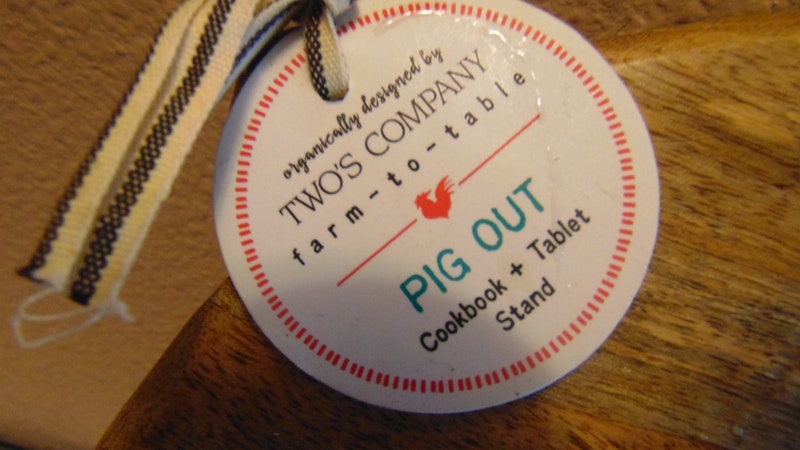 organically designed by
TWO'S COMPANY
farm-to-table
PIG OUT
Cookbook + Tablet
Stand